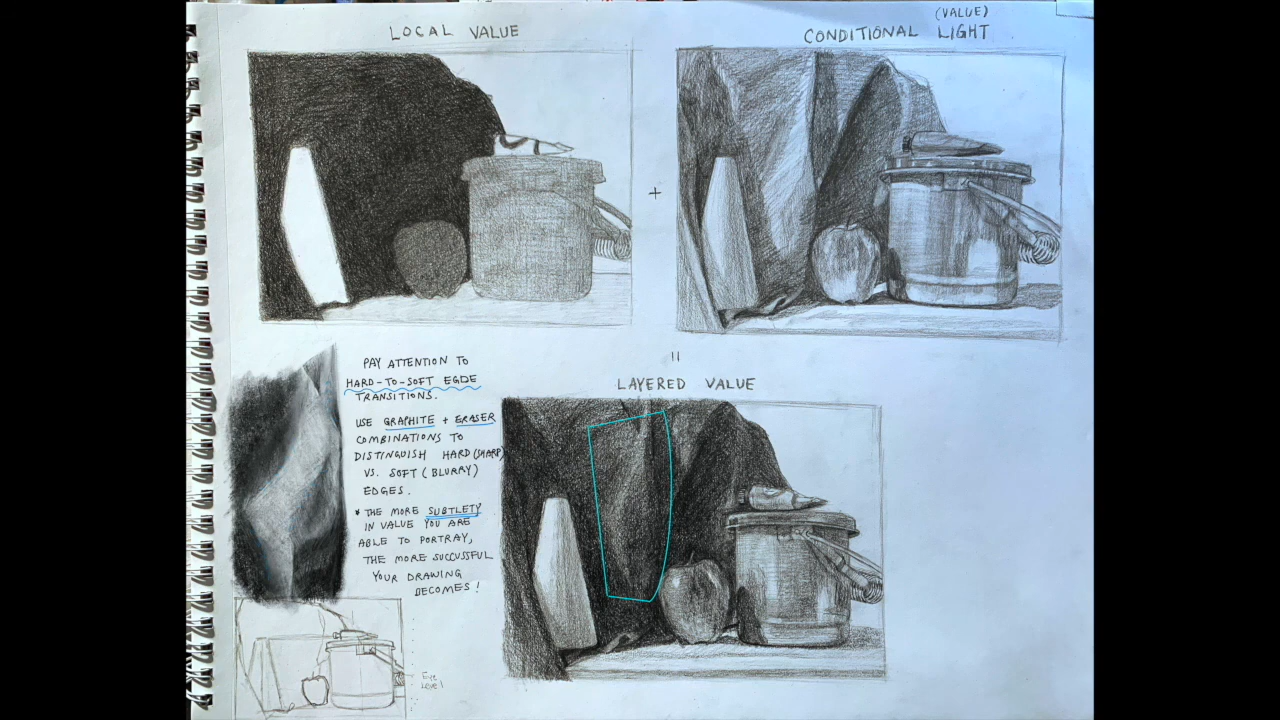 LOCAL VALUE
(VALUE)
CONDITIONAL LIGHT
+
=
LAYERED VALUE
PAY ATTENTION TO
HARD-TO-SOFT EGDE
TRANSITIONS.
USE GRAPHITE + ERASER
COMBINATIONS TO
DISTINGUISH HARD (SHARP)
VS. SOFT (BLURRY)
EDGES.
* THE MORE SUBTLETY
IN VALUE YOU ARE
ABLE TO PORTRAY,
THE MORE SUCCUSSFUL
YOUR DRAWING
BECOMES!
Eye
Level